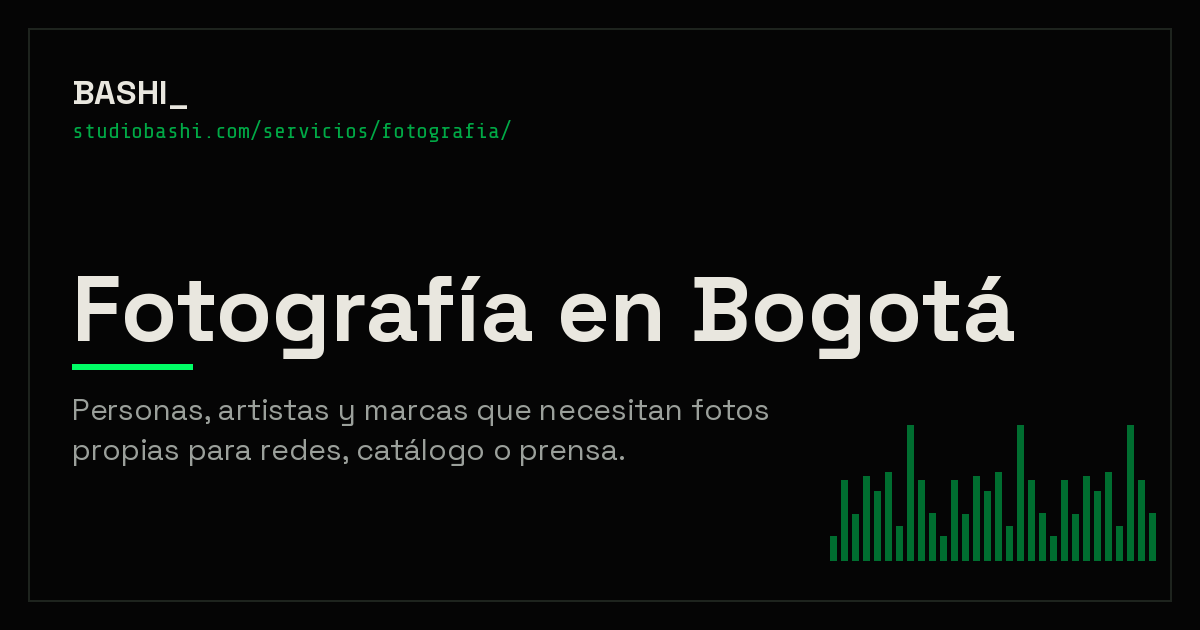 BASHI_
studiobashi.com/servicios/fotografia/
Fotografía en Bogotá
Personas, artistas y marcas que necesitan fotos
propias para redes, catálogo o prensa.